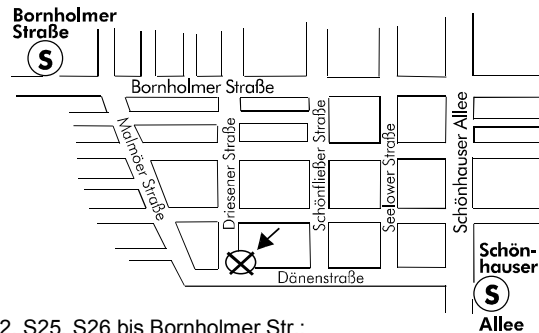 Bornholmer
Straße
S
Bornholmer Straße
Malmöer Straße
Driesener Straße
Schönfließer Straße
Seelower Straße
Schönhauser Allee
Dänenstraße
Schön-
hauser
S
Allee
2, S25, S26 bis Bornholmer Str.;